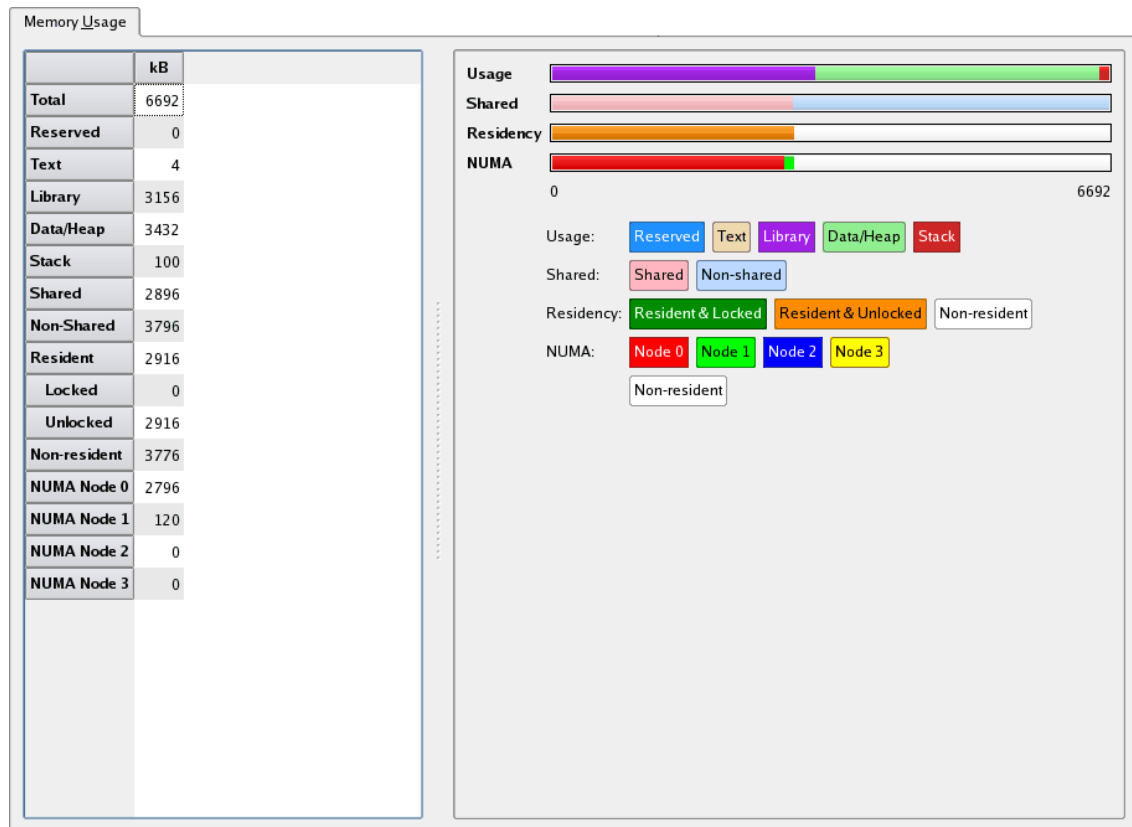 Memory Usage
kB
Total 6692
Reserved 0
Text 4
Library 3156
Data/Heap 3432
Stack 100
Shared 2896
Non-Shared 3796
Resident 2916
Locked 0
Unlocked 2916
Non-resident 3776
NUMA Node 0 2796
NUMA Node 1 120
NUMA Node 2 0
NUMA Node 3 0
Usage
Shared
Residency
NUMA
0 6692
Usage: Reserved Text Library Data/Heap Stack
Shared: Shared Non-shared
Residency: Resident & Locked Resident & Unlocked Non-resident
NUMA: Node 0 Node 1 Node 2 Node 3
Non-resident